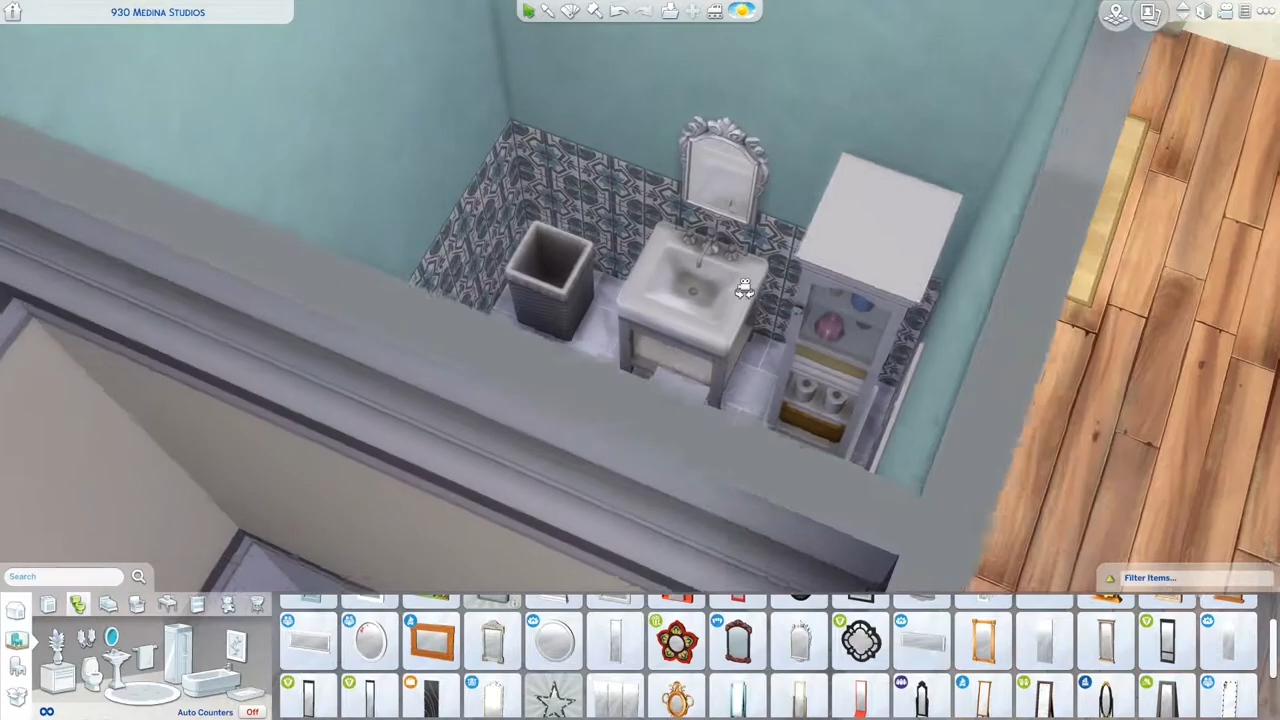 930 MEDINA STUDIOS
Search
Filter Items...
Auto Counters
Off